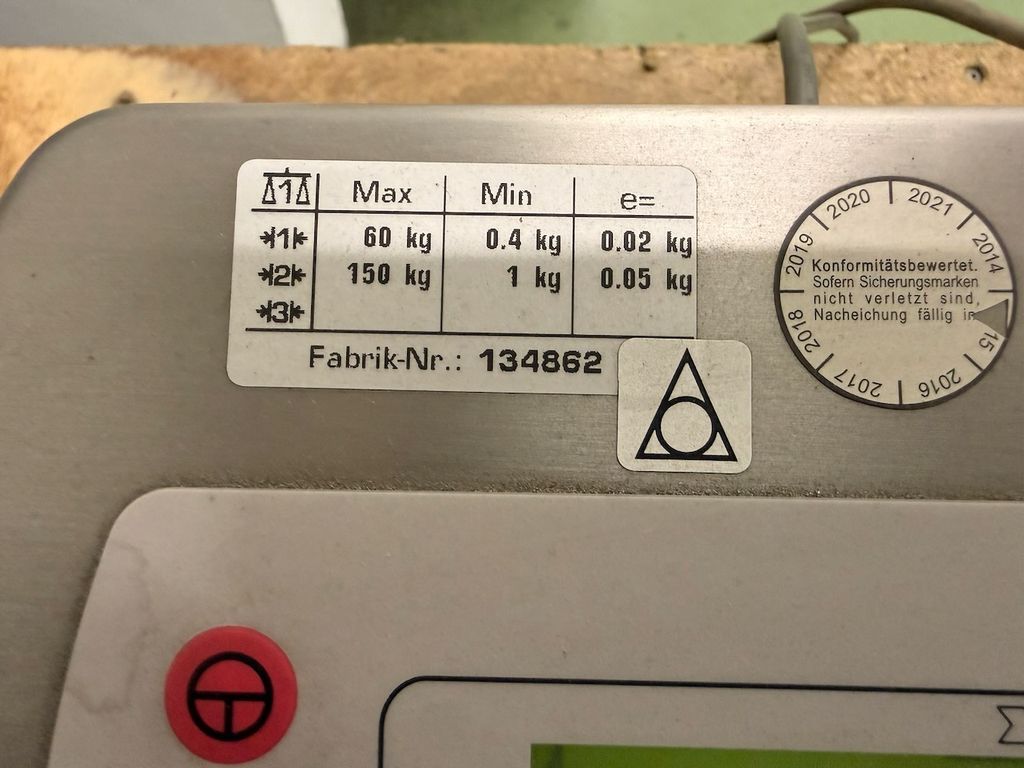 1 Max Min e=
1 60 kg 0.4 kg 0.02 kg
2 150 kg 1 kg 0.05 kg
3
Fabrik-Nr.: 134862
2020 2021
2019 2014
Konformitätsbewertet.
Sofern Sicherungsmarken
nicht verletzt sind,
Nacheichung fällig in
2018 15
2017 2016